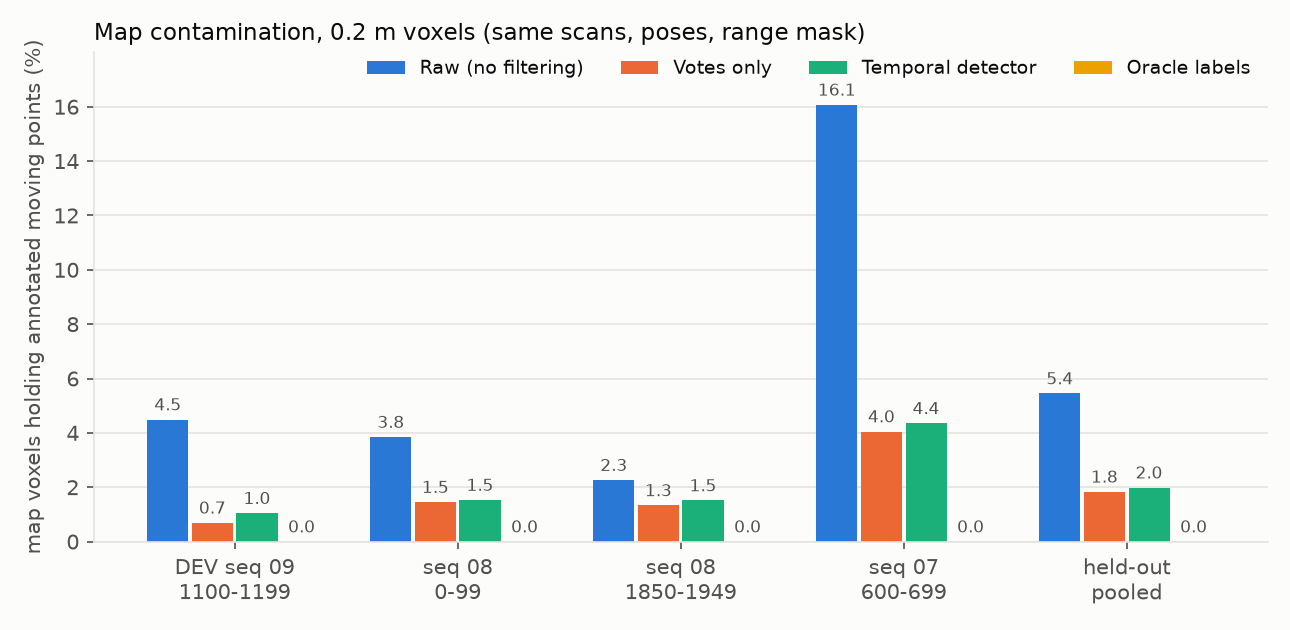 Map contamination, 0.2 m voxels (same scans, poses, range mask)
Raw (no filtering) Votes only Temporal detector Oracle labels
map voxels holding annotated moving points (%)
16
14
12
10
8
6
4
2
0
4.5 0.7 1.0 0.0
3.8 1.5 1.5 0.0
2.3 1.3 1.5 0.0
16.1 4.0 4.4 0.0
5.4 1.8 2.0 0.0
DEV seq 09
1100-1199
seq 08
0-99
seq 08
1850-1949
seq 07
600-699
held-out
pooled